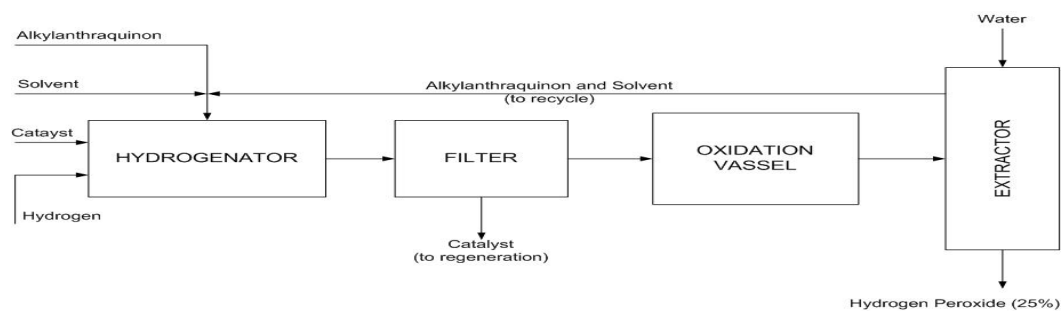 Water
Alkylanthraquinon
Solvent
Alkylanthraquinon and Solvent
(to recycle)
Catayst
HYDROGENATOR
FILTER
OXIDATION
VASSEL
EXTRACTOR
Hydrogen
Catalyst
(to regeneration)
Hydrogen Peroxide (25%)